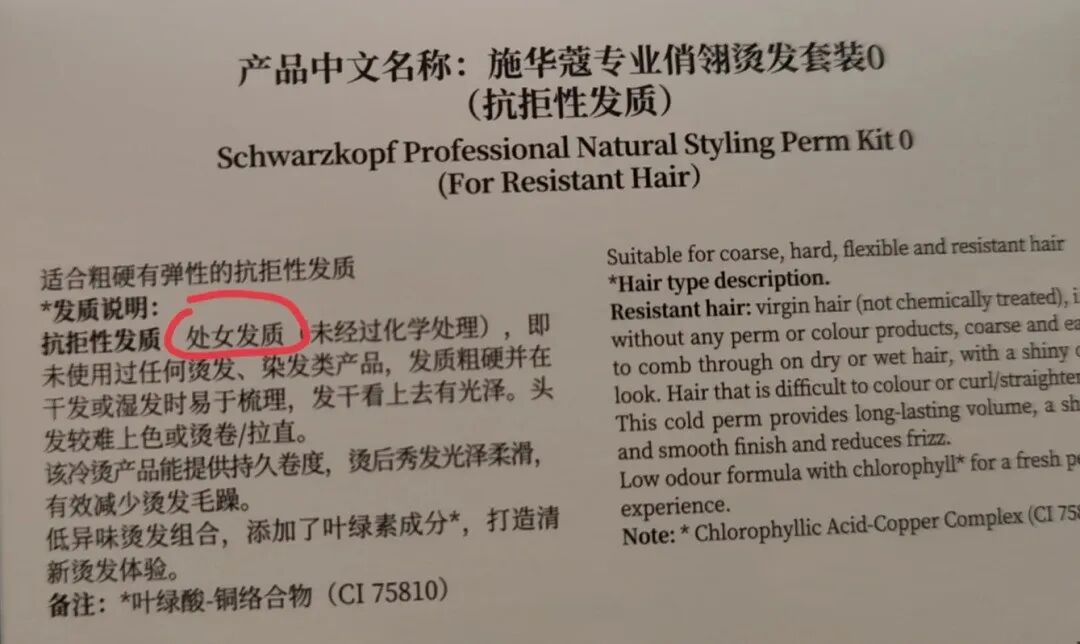 产品中文名称：施华蔻专业俏翎烫发套装0
（抗拒性发质）
Schwarzkopf Professional Natural Styling Perm Kit 0
(For Resistant Hair)
适合粗硬有弹性的抗拒性发质
*发质说明：
抗拒性发质 处女发质（未经过化学处理），即
未使用过任何烫发、染发类产品，发质粗硬并在
干发或湿发时易于梳理，发干看上去有光泽。头
发较难上色或烫卷/拉直。
该冷烫产品能提供持久卷度，烫后秀发光泽柔滑，
有效减少烫发毛躁。
低异味烫发组合，添加了叶绿素成分*，打造清
新烫发体验。
备注：*叶绿酸-铜络合物（CI 75810）
Suitable for coarse, hard, flexible and resistant hair
*Hair type description.
Resistant hair: virgin hair (not chemically treated),
without any perm or colour products, coarse and
to comb through on dry or wet hair, with a shiny
look. Hair that is difficult to colour or curl/straighten
This cold perm provides long-lasting volume, a
and smooth finish and reduces frizz.
Low odour formula with chlorophyll* for a fresh
experience.
Note: * Chlorophyllic Acid-Copper Complex (CI